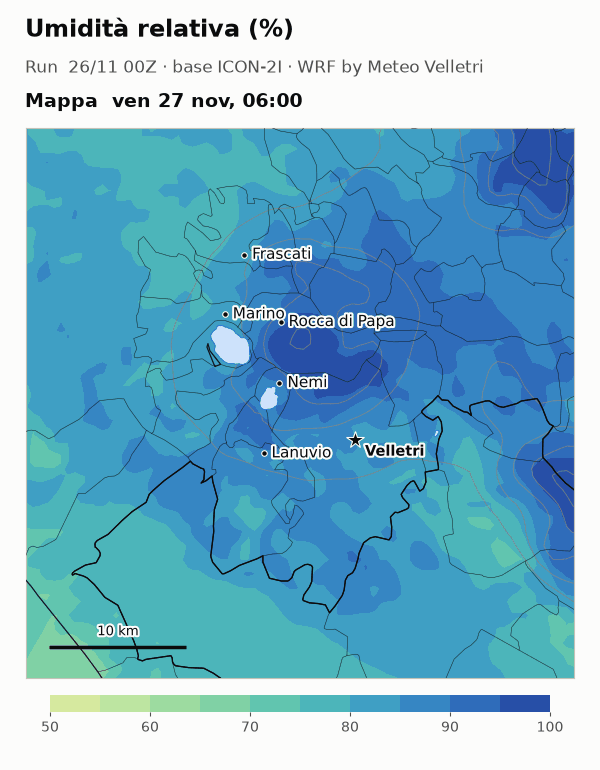 Umidità relativa (%)
Run  26/11 00Z · base ICON-2I · WRF by Meteo Velletri
Mappa  ven 27 nov, 06:00
Frascati
Marino
Rocca di Papa
Nemi
Velletri
Lanuvio
10 km
50 60 70 80 90 100